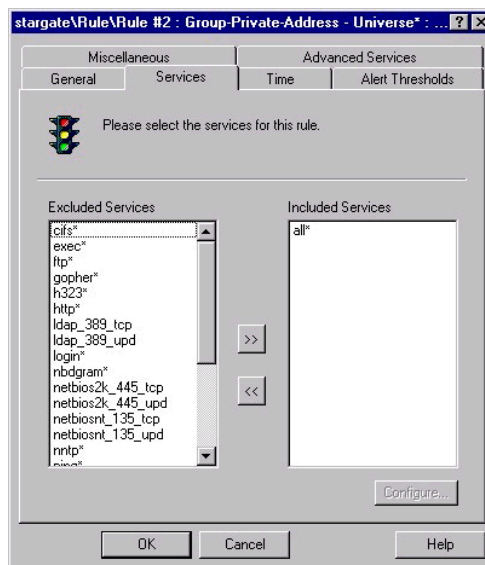 stargate\Rule\Rule #2 : Group-Private-Address - Universe* : ...
Miscellaneous Advanced Services
General Services Time Alert Thresholds
Please select the services for this rule.
Excluded Services
cifs*
exec*
ftp*
gopher*
h323*
http*
ldap_389_tcp
ldap_389_upd
login*
nbdgram*
netbios2k_445_tcp
netbios2k_445_upd
netbiosnt_135_tcp
netbiosnt_135_upd
nntp*
ping*
>>
<<
Included Services
all*
Configure...
OK Cancel Help